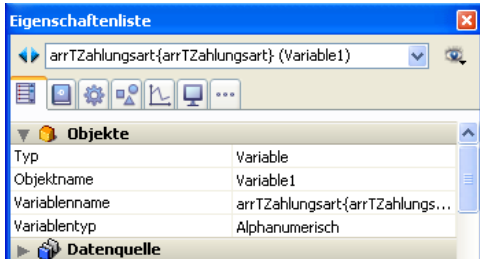 Eigenschaftenliste
arrTZahlungsart{arrTZahlungsart} (Variable1)
Objekte
Typ Variable
Objektname Variable1
Variablenname arrTZahlungsart{arrTZahlungs...
Variablentyp Alphanumerisch
Datenquelle